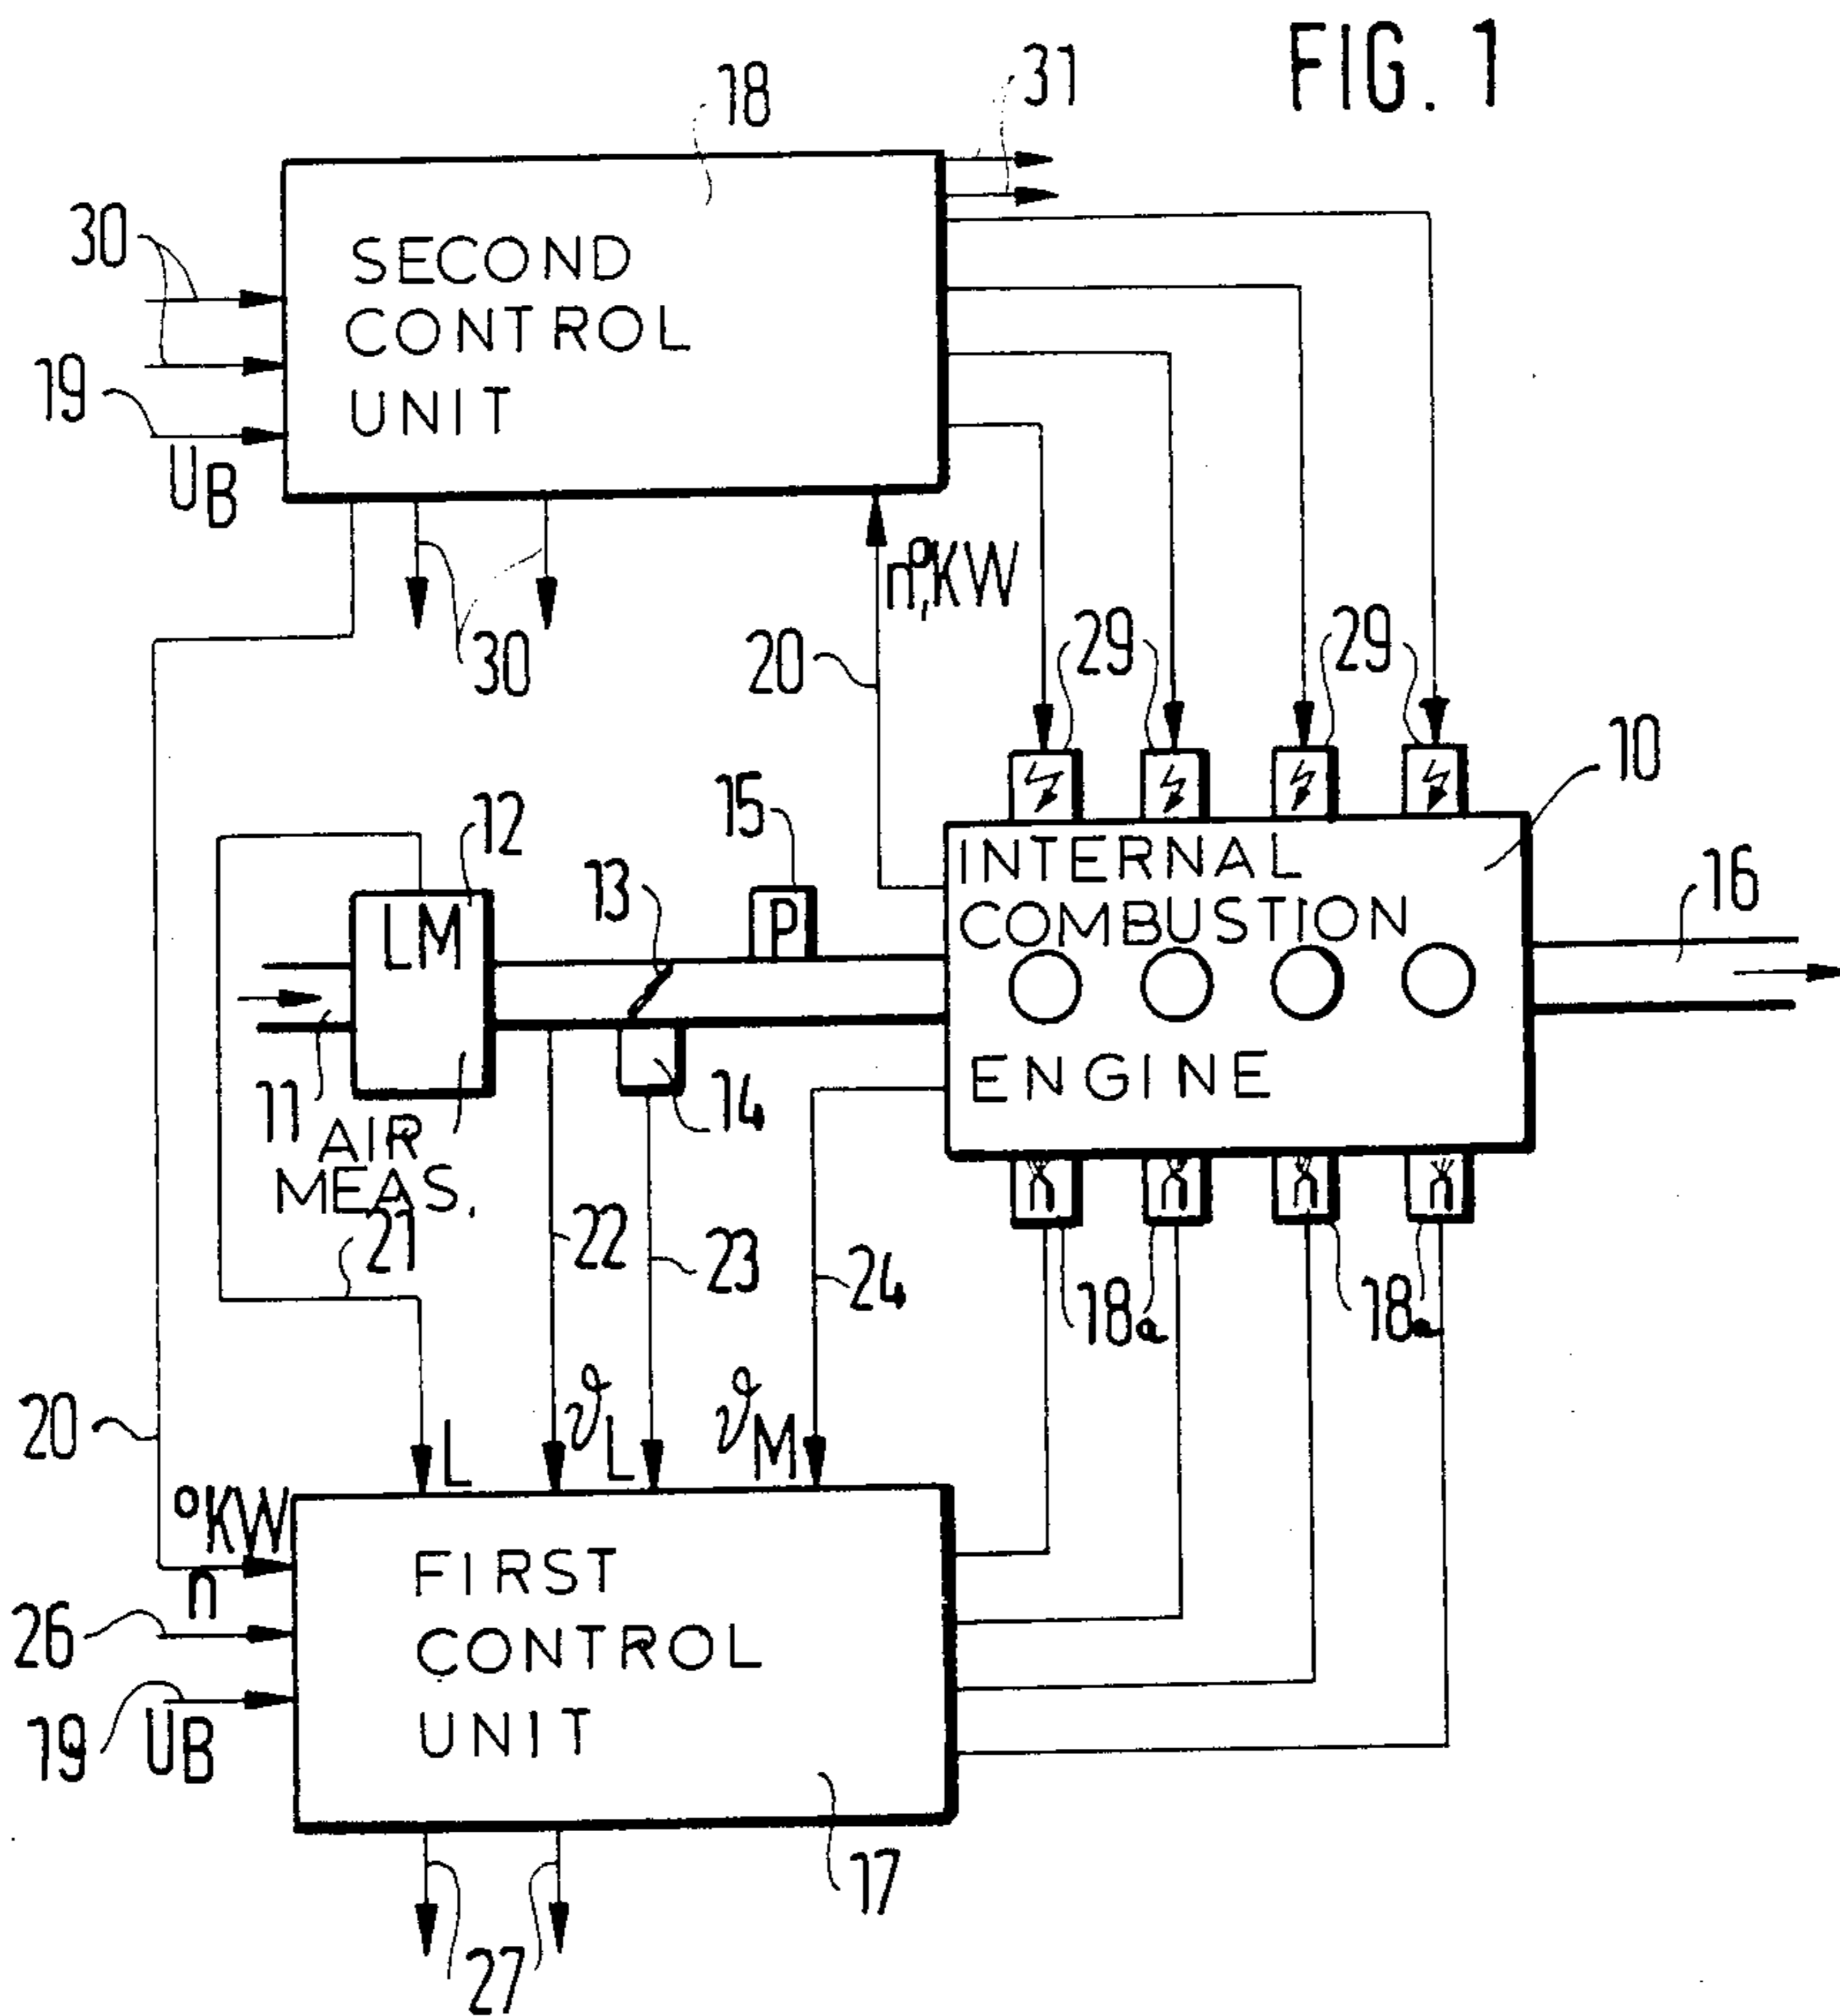 FIG. 1
18
31
30
SECOND
CONTROL
UNIT
19
UB
n,°KW
30
20
29
29
10
12
15
13
LM
P
INTERNAL
COMBUSTION
ENGINE
16
11
AIR
MEAS.
14
21
22
23
24
18a
18a
20
L
ϑL
ϑM
°KW
n
26
19
UB
FIRST
CONTROL
UNIT
17
27